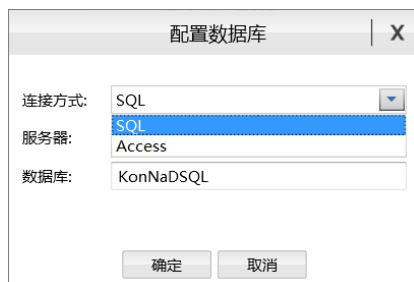 配置数据库
X
连接方式: SQL
SQL
服务器:
Access
数据库: KonNaDSQL
确定 取消